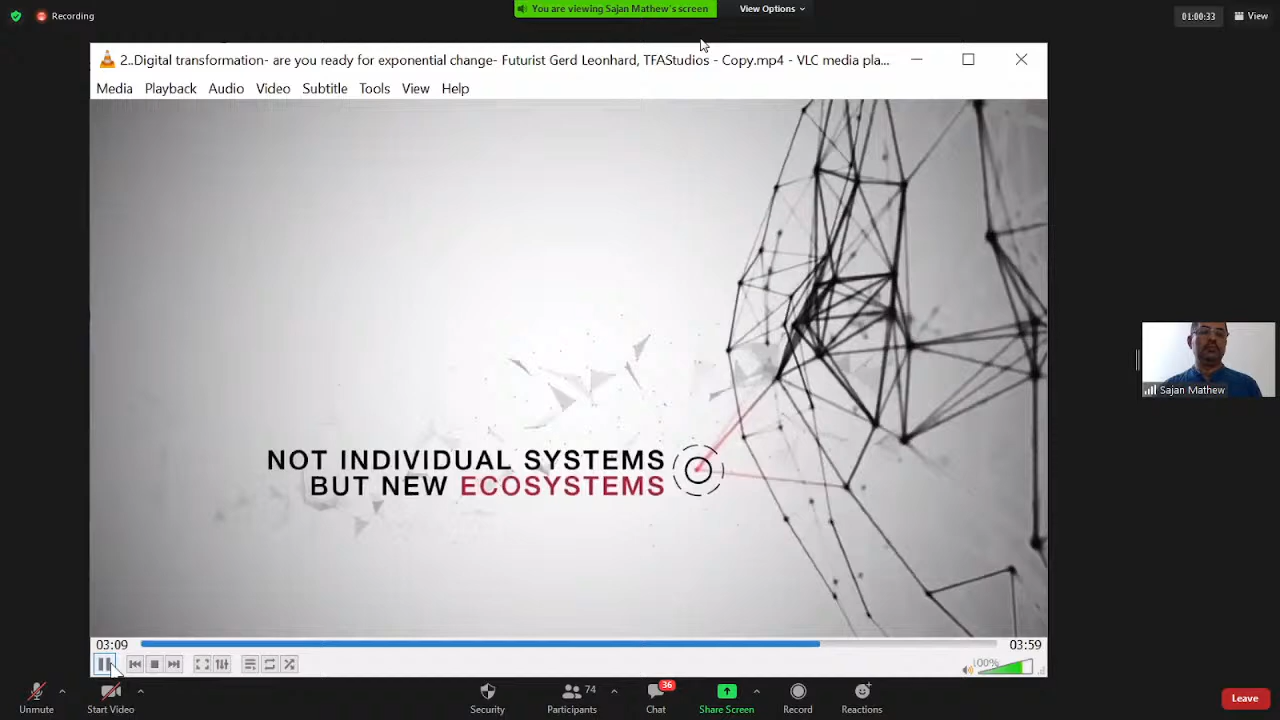 Recording
You are viewing Sajan Mathew's screen
View Options
01:00:33
View
2..Digital transformation- are you ready for exponential change- Futurist Gerd Leonhard, TFAStudios - Copy.mp4 - VLC media pla...
Media Playback Audio Video Subtitle Tools View Help
NOT INDIVIDUAL SYSTEMS
BUT NEW ECOSYSTEMS
Sajan Mathew
03:09
03:59
100%
Unmute
Start Video
Security
Participants
74
Chat
36
Share Screen
Record
Reactions
Leave